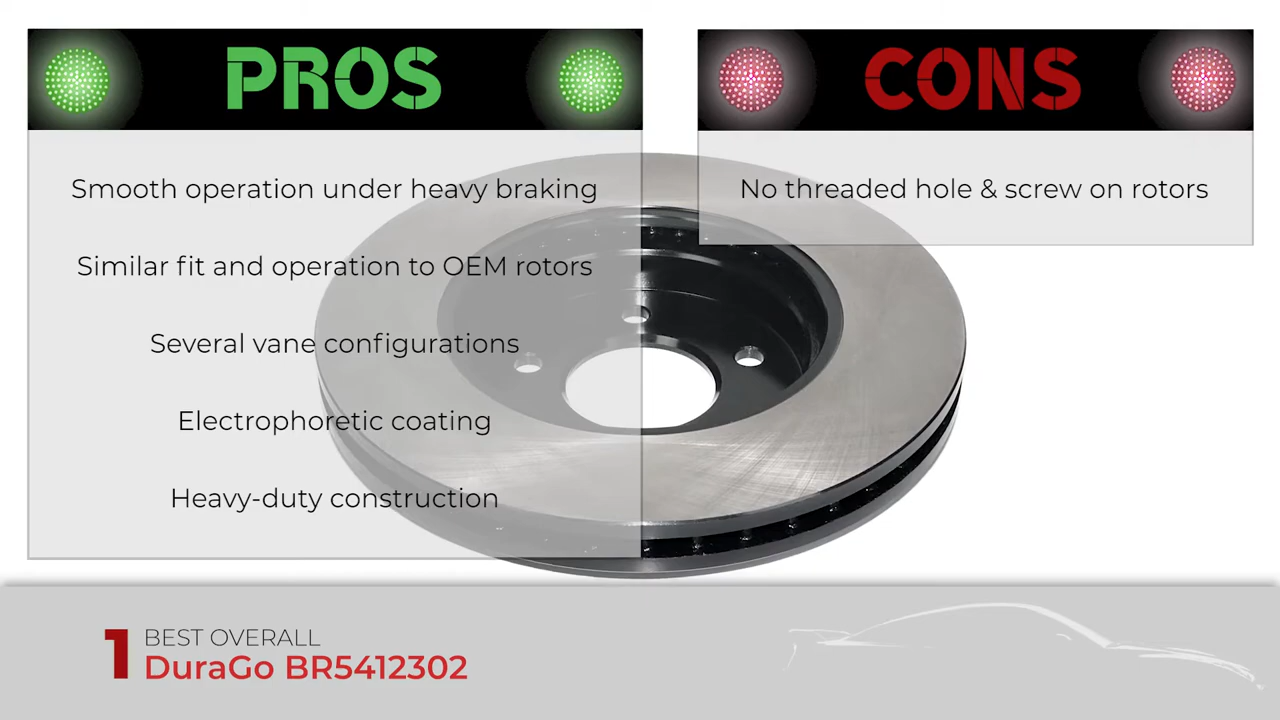 PROS
Smooth operation under heavy braking
Similar fit and operation to OEM rotors
Several vane configurations
Electrophoretic coating
Heavy-duty construction
CONS
No threaded hole & screw on rotors
1
BEST OVERALL
DuraGo BR5412302